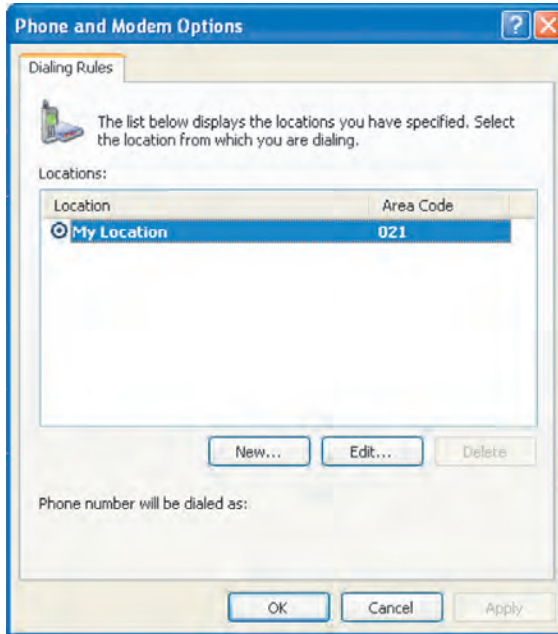 Phone and Modem Options
?
X
Dialing Rules
The list below displays the locations you have specified. Select
the location from which you are dialing.
Locations:
Location Area Code
My Location 021
New... Edit... Delete
Phone number will be dialed as:
OK Cancel Apply